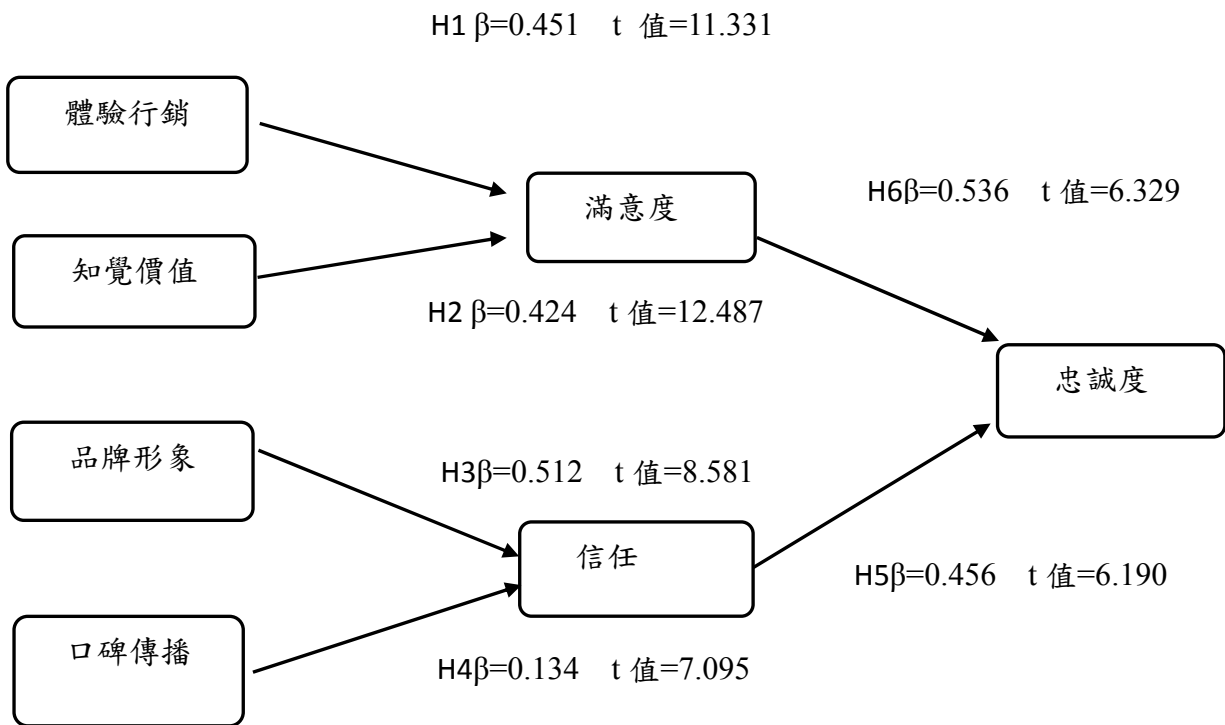 H1 β=0.451 t 值=11.331
體驗行銷
滿意度
H6β=0.536 t 值=6.329
知覺價值
H2 β=0.424 t 值=12.487
忠誠度
品牌形象
H3β=0.512 t 值=8.581
信任
H5β=0.456 t 值=6.190
口碑傳播
H4β=0.134 t 值=7.095